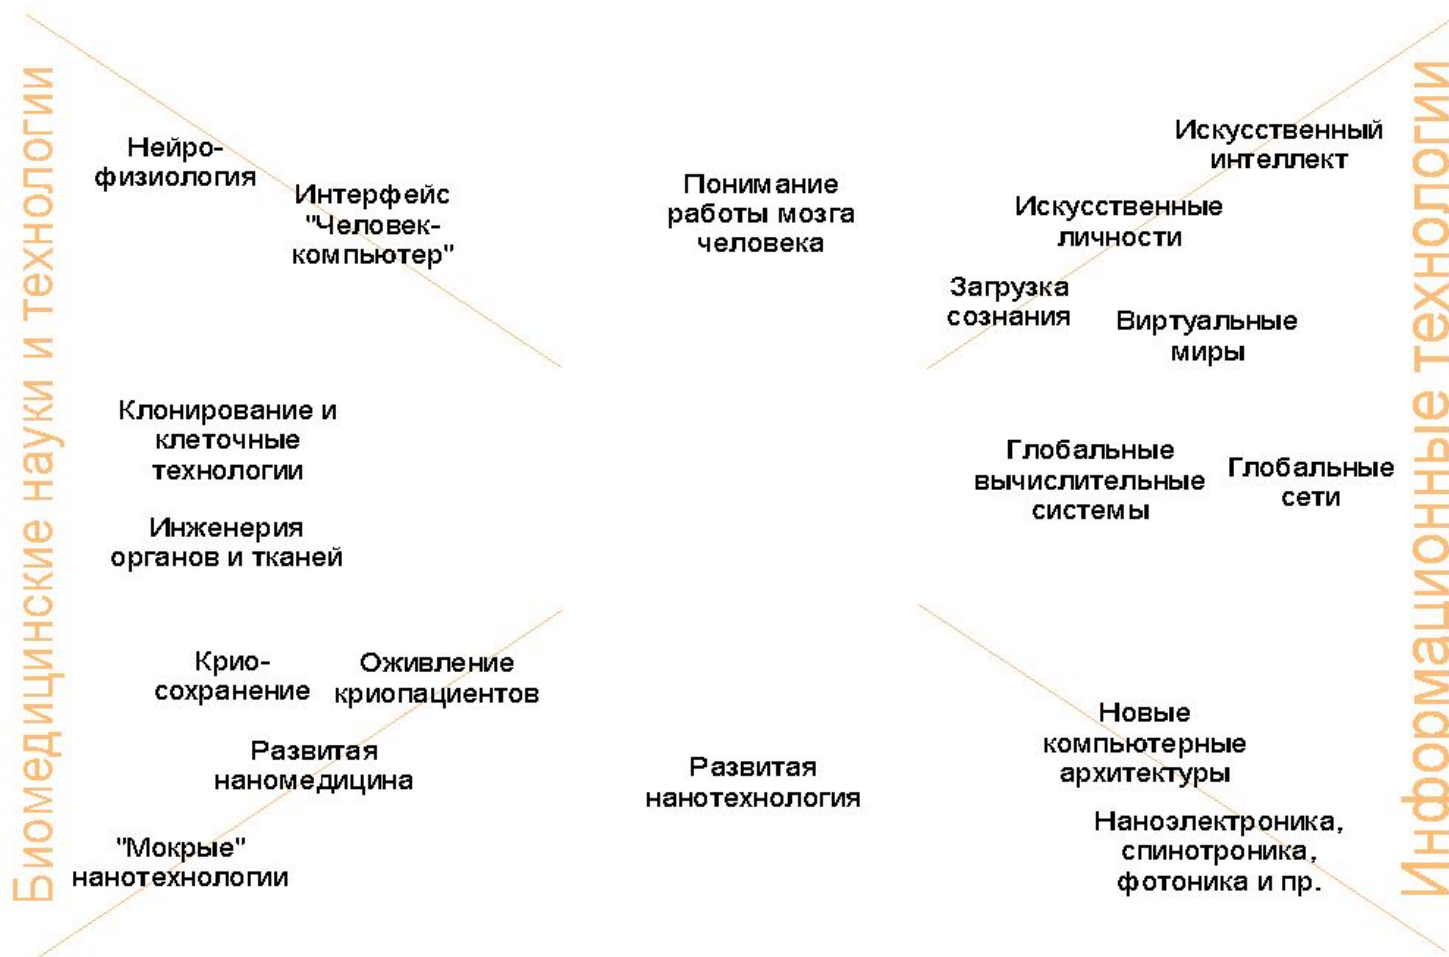 Биомедицинские науки и технологии
Нейро-
физиология
Интерфейс
"Человек-
компьютер"
Понимание
работы мозга
человека
Искусственный
интеллект
Искусственные
личности
Загрузка
сознания
Виртуальные
миры
Клонирование и
клеточные
технологии
Глобальные
вычислительные
системы
Глобальные
сети
Инженерия
органов и тканей
Крио-
сохранение
Оживление
криопациентов
Развитая
наномедицина
Развитая
нанотехнология
Новые
компьютерные
архитектуры
"Мокрые"
нанотехнологии
Наноэлектроника,
спинотроника,
фотоника и пр.
Информационные технологии